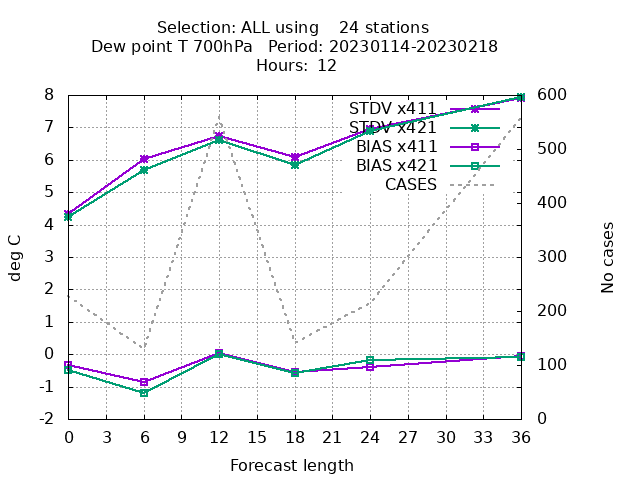 Selection: ALL using    24 stations
Dew point T 700hPa   Period: 20230114-20230218
Hours: 12
8
7
6
5
4
3
2
1
0
-1
-2
deg C
STDV x411
STDV x421
BIAS x411
BIAS x421
CASES
600
500
400
300
200
100
0
No cases
0 3 6 9 12 15 18 21 24 27 30 33 36
Forecast length